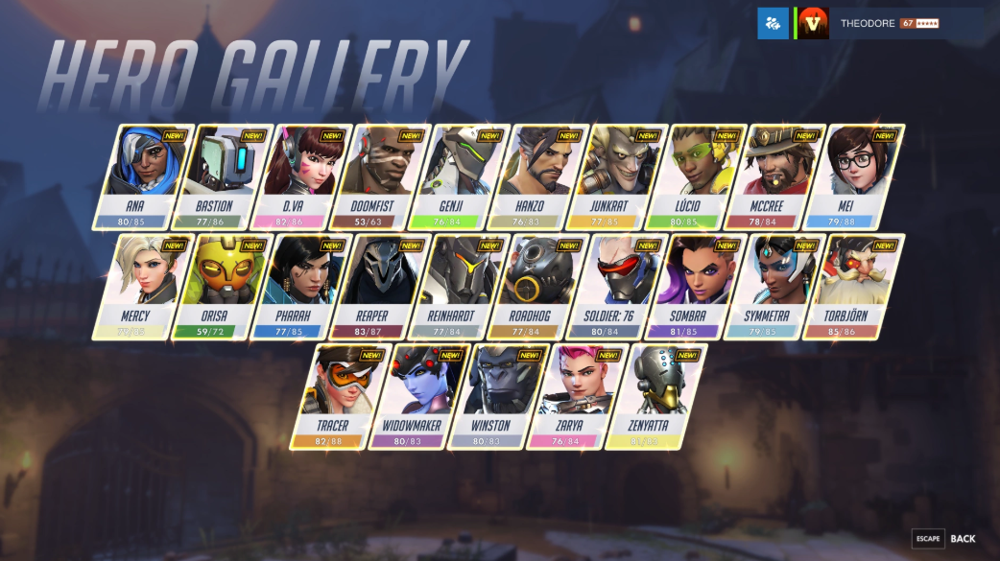 THEODORE 67
HERO GALLERY
NEW! NEW! NEW! NEW! NEW! NEW! NEW! NEW! NEW! NEW!
ANA BASTION D.VA DOOMFIST GENJI HANZO JUNKRAT LÚCIO MCCREE MEI
80/85 77/86 82/86 53/63 76/84 76/83 77/85 80/85 78/84 79/88
NEW! NEW! NEW! NEW! NEW! NEW! NEW! NEW! NEW! NEW!
MERCY ORISA PHARAH REAPER REINHARDT ROADHOG SOLDIER: 76 SOMBRA SYMMETRA TORBJÖRN
59/72 77/85 83/87 77/84 77/84 80/84 81/85 79/85 85/86
NEW! NEW! NEW! NEW! NEW!
TRACER WIDOWMAKER WINSTON ZARYA ZENYATTA
82/88 80/83 80/83 76/84
ESCAPE BACK